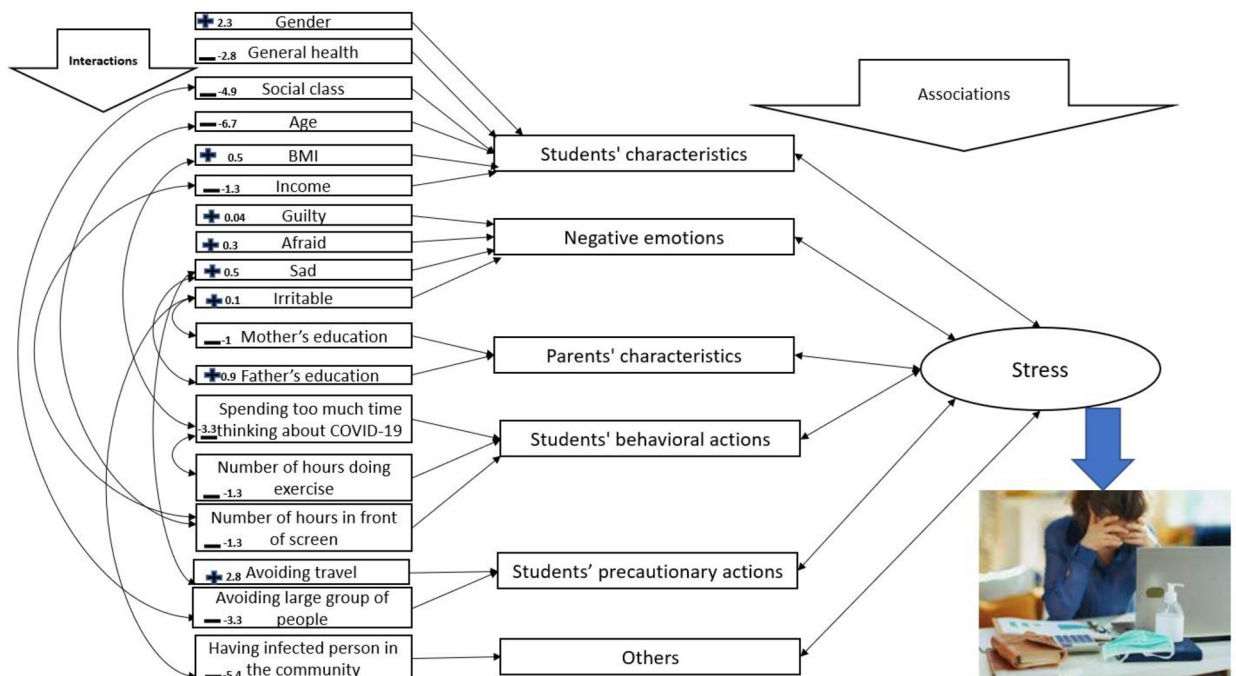 Interactions
Associations
2.3 Gender
-2.8 General health
-4.9 Social class
-6.7 Age
0.5 BMI
-1.3 Income
0.04 Guilty
0.3 Afraid
0.5 Sad
0.1 Irritable
-1 Mother’s education
0.9 Father’s education
Spending too much time
-3.3 thinking about COVID-19
Number of hours doing
exercise
-1.3
Number of hours in front
of screen
-1.3
2.8 Avoiding travel
Avoiding large group of
people
-3.3
Having infected person in
the community
-5.4
Students' characteristics
Negative emotions
Parents' characteristics
Students' behavioral actions
Students’ precautionary actions
Others
Stress